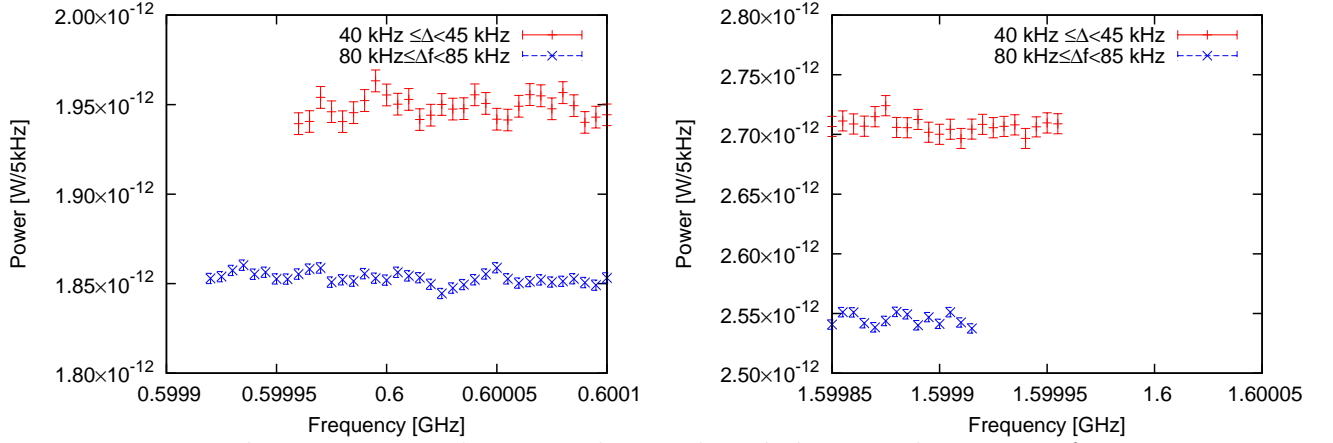 2.00×10⁻¹²
1.95×10⁻¹²
1.90×10⁻¹²
1.85×10⁻¹²
1.80×10⁻¹²
Power [W/5kHz]
40 kHz ≤Δ<45 kHz
80 kHz≤Δf<85 kHz
0.5999 0.59995 0.6 0.60005 0.6001
Frequency [GHz]
2.80×10⁻¹²
2.75×10⁻¹²
2.70×10⁻¹²
2.65×10⁻¹²
2.60×10⁻¹²
2.55×10⁻¹²
2.50×10⁻¹²
Power [W/5kHz]
40 kHz ≤Δ<45 kHz
80 kHz≤Δf<85 kHz
1.59985 1.5999 1.59995 1.6 1.60005
Frequency [GHz]